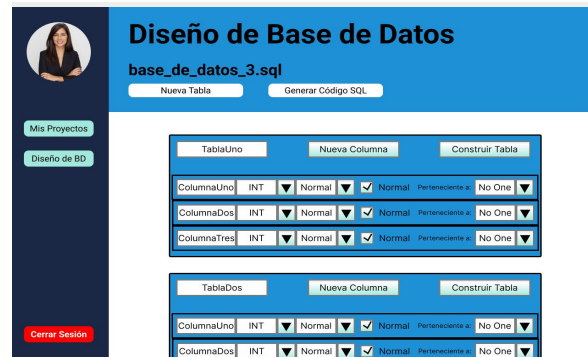 Diseño de Base de Datos
base_de_datos_3.sql
Nueva Tabla Generar Código SQL
Mis Proyectos
Diseño de BD
Cerrar Sesión
TablaUno Nueva Columna Construir Tabla
ColumnaUno INT Normal Normal Perteneciente a: No One
ColumnaDos INT Normal Normal Perteneciente a: No One
ColumnaTres INT Normal Normal Perteneciente a: No One
TablaDos Nueva Columna Construir Tabla
ColumnaUno INT Normal Normal Perteneciente a: No One
ColumnaDos INT Normal Normal Perteneciente a: No One